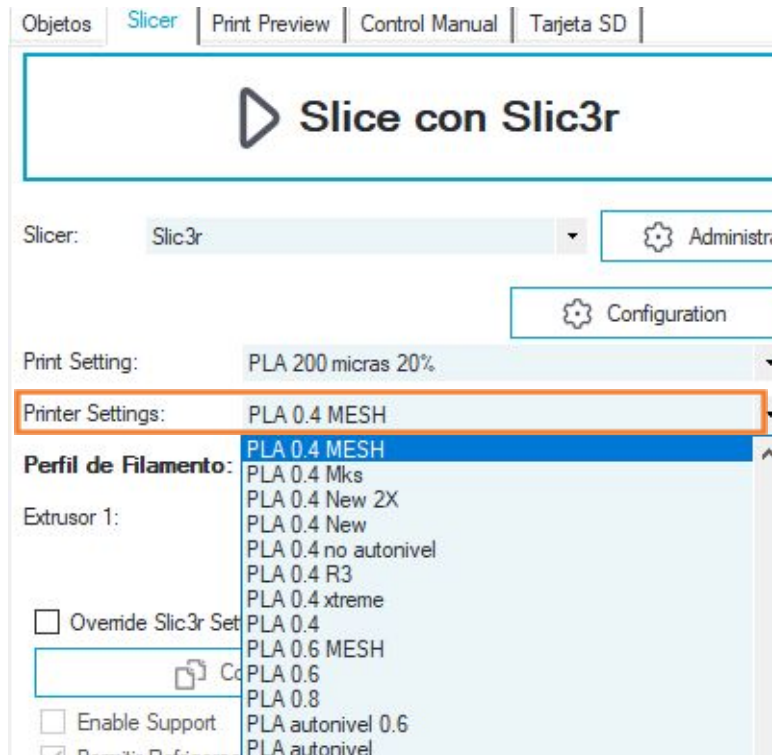 Objetos Slicer Print Preview Control Manual Tarjeta SD
Slice con Slic3r
Slicer: Slic3r
Configuration
Print Setting: PLA 200 micras 20%
Printer Settings: PLA 0.4 MESH
PLA 0.4 MESH
Perfil de Filamento:
PLA 0.4 Mks
PLA 0.4 New 2X
Extrusor 1: PLA 0.4 New
PLA 0.4 no autonivel
PLA 0.4 R3
PLA 0.4 xtreme
Override Slic3r Set PLA 0.4
PLA 0.6 MESH
PLA 0.6
PLA 0.8
Enable Support PLA autonivel 0.6
PLA autonivel